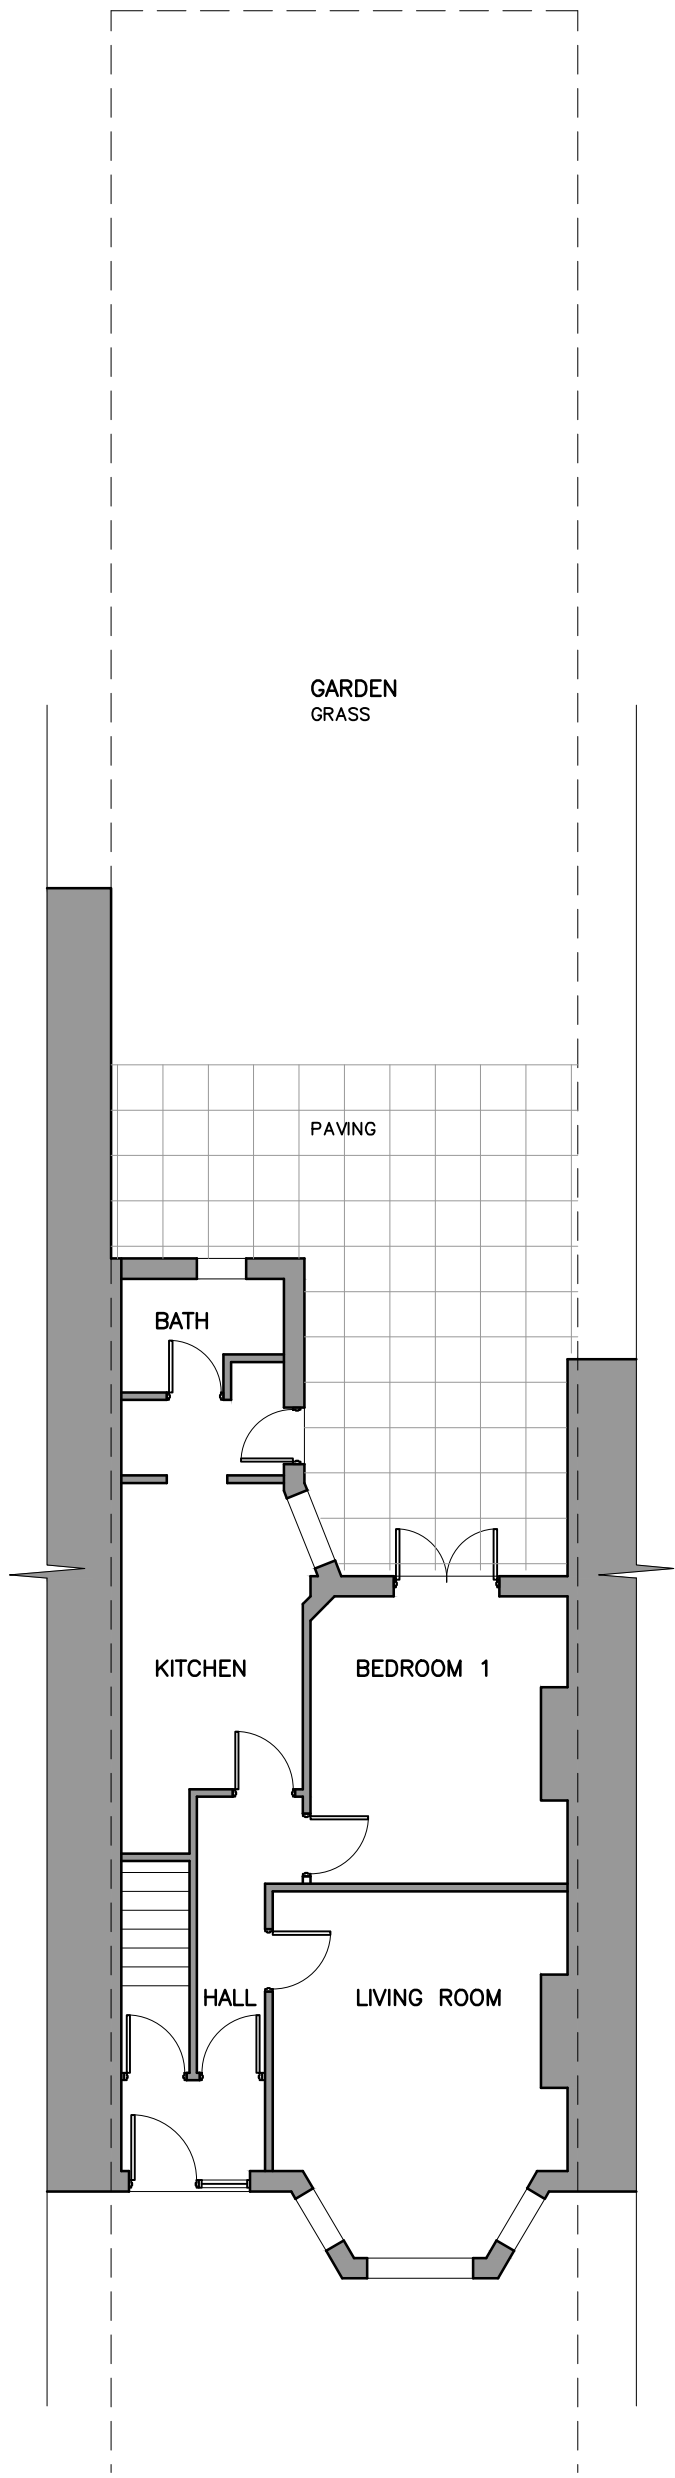 GARDEN
GRASS
PAVING
BATH
KITCHEN
BEDROOM 1
HALL
LIVING ROOM